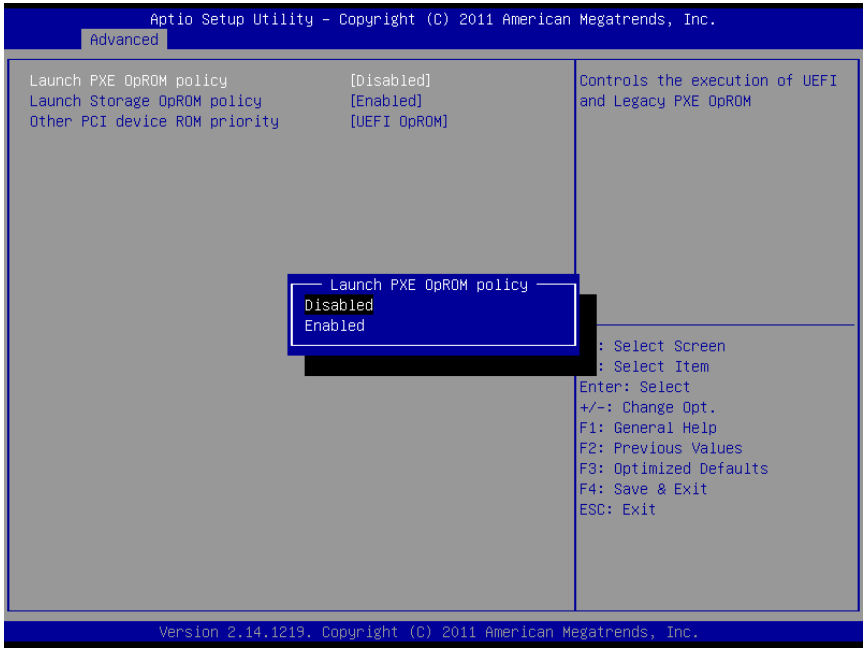 Aptio Setup Utility – Copyright (C) 2011 American Megatrends, Inc.
Advanced
Launch PXE OpROM policy [Disabled]
Launch Storage OpROM policy [Enabled]
Other PCI device ROM priority [UEFI OpROM]
Controls the execution of UEFI
and Legacy PXE OpROM
Launch PXE OpROM policy
Disabled
Enabled
: Select Screen
: Select Item
Enter: Select
+/-: Change Opt.
F1: General Help
F2: Previous Values
F3: Optimized Defaults
F4: Save & Exit
ESC: Exit
Version 2.14.1219. Copyright (C) 2011 American Megatrends, Inc.